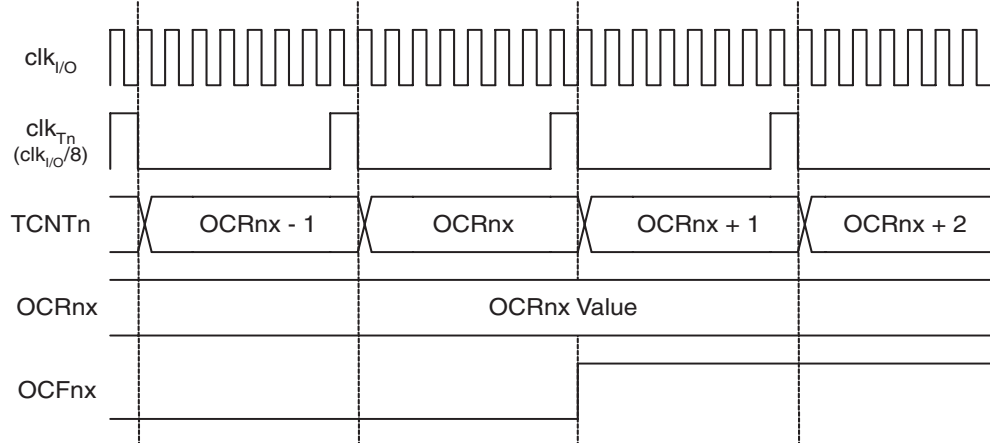 clkI/O
clkTn
(clkI/O/8)
TCNTn OCRnx - 1 OCRnx OCRnx + 1 OCRnx + 2
OCRnx OCRnx Value
OCFnx